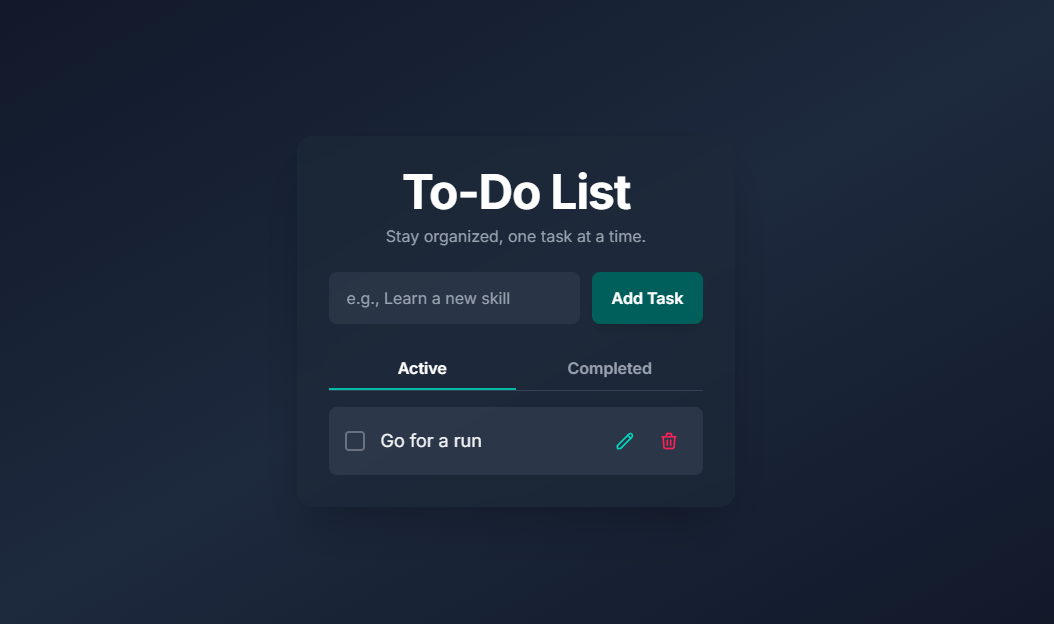 To-Do List
Stay organized, one task at a time.
e.g., Learn a new skill
Add Task
Active
Completed
Go for a run